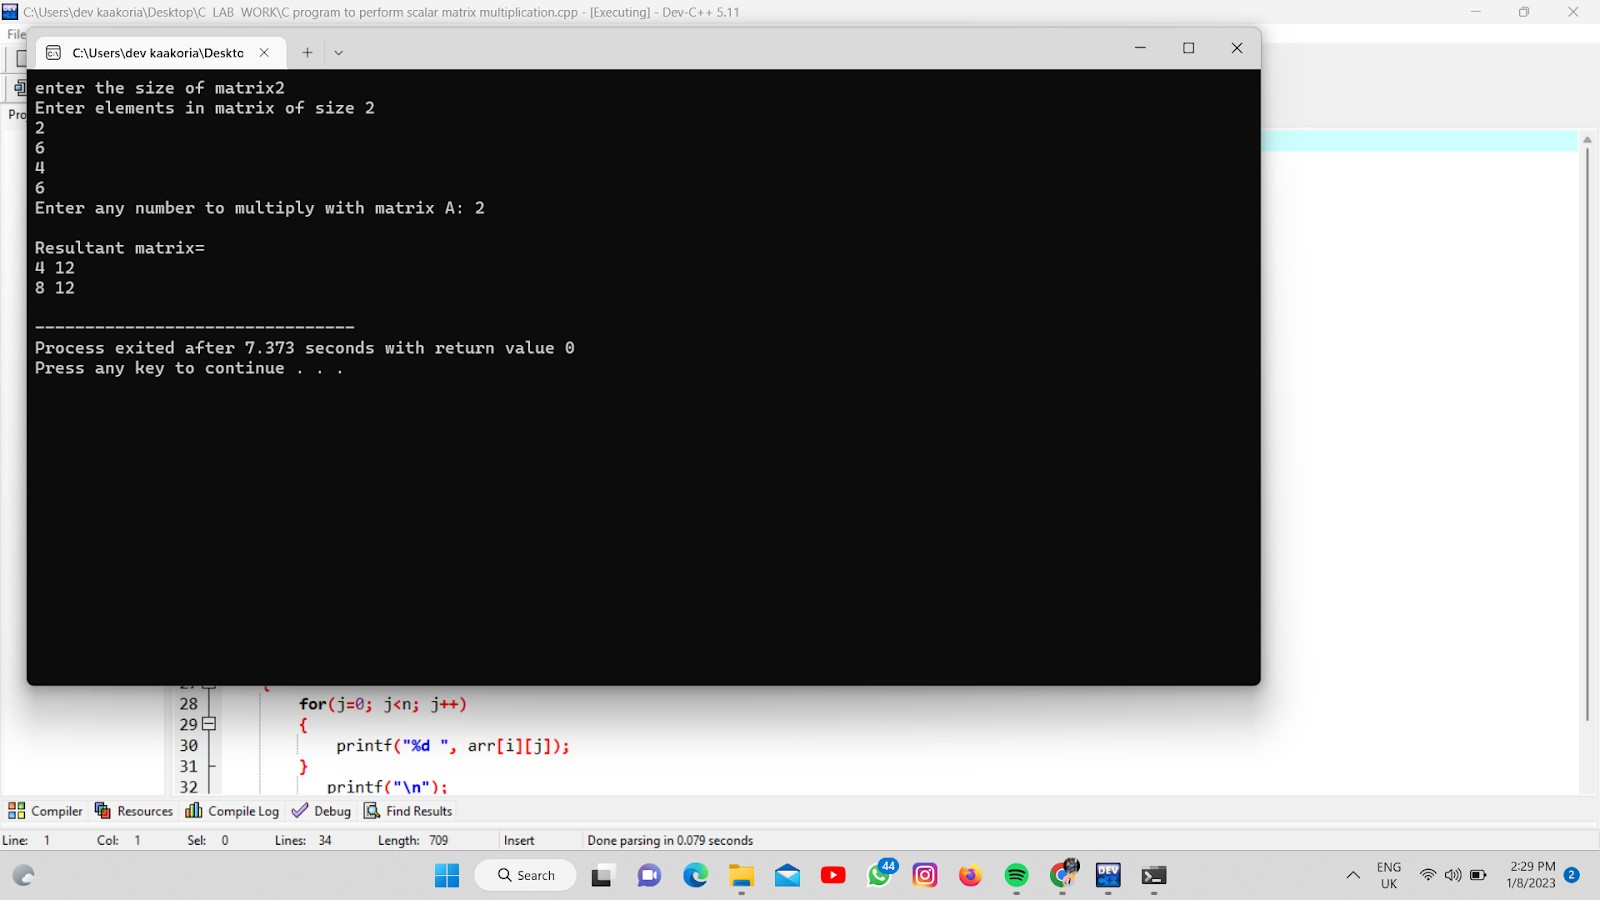 C:\Users\dev kaakoria\Desktop\C LAB WORK\C program to perform scalar matrix multiplication.cpp - [Executing] - Dev-C++ 5.11
File
C:\Users\dev kaakoria\Deskto
enter the size of matrix2
Enter elements in matrix of size 2
Pro
2
6
4
6
Enter any number to multiply with matrix A: 2
Resultant matrix=
4 12
8 12
--------------------------------
Process exited after 7.373 seconds with return value 0
Press any key to continue . . .
27 {
28 for(j=0; j<n; j++)
29 {
30 printf("%d ", arr[i][j]);
31 }
32 printf("\n");
Compiler Resources Compile Log Debug Find Results
Line: 1 Col: 1 Sel: 0 Lines: 34 Length: 709 Insert Done parsing in 0.079 seconds
Search 44 DEV C++ ENG UK 2:29 PM 1/8/2023 2